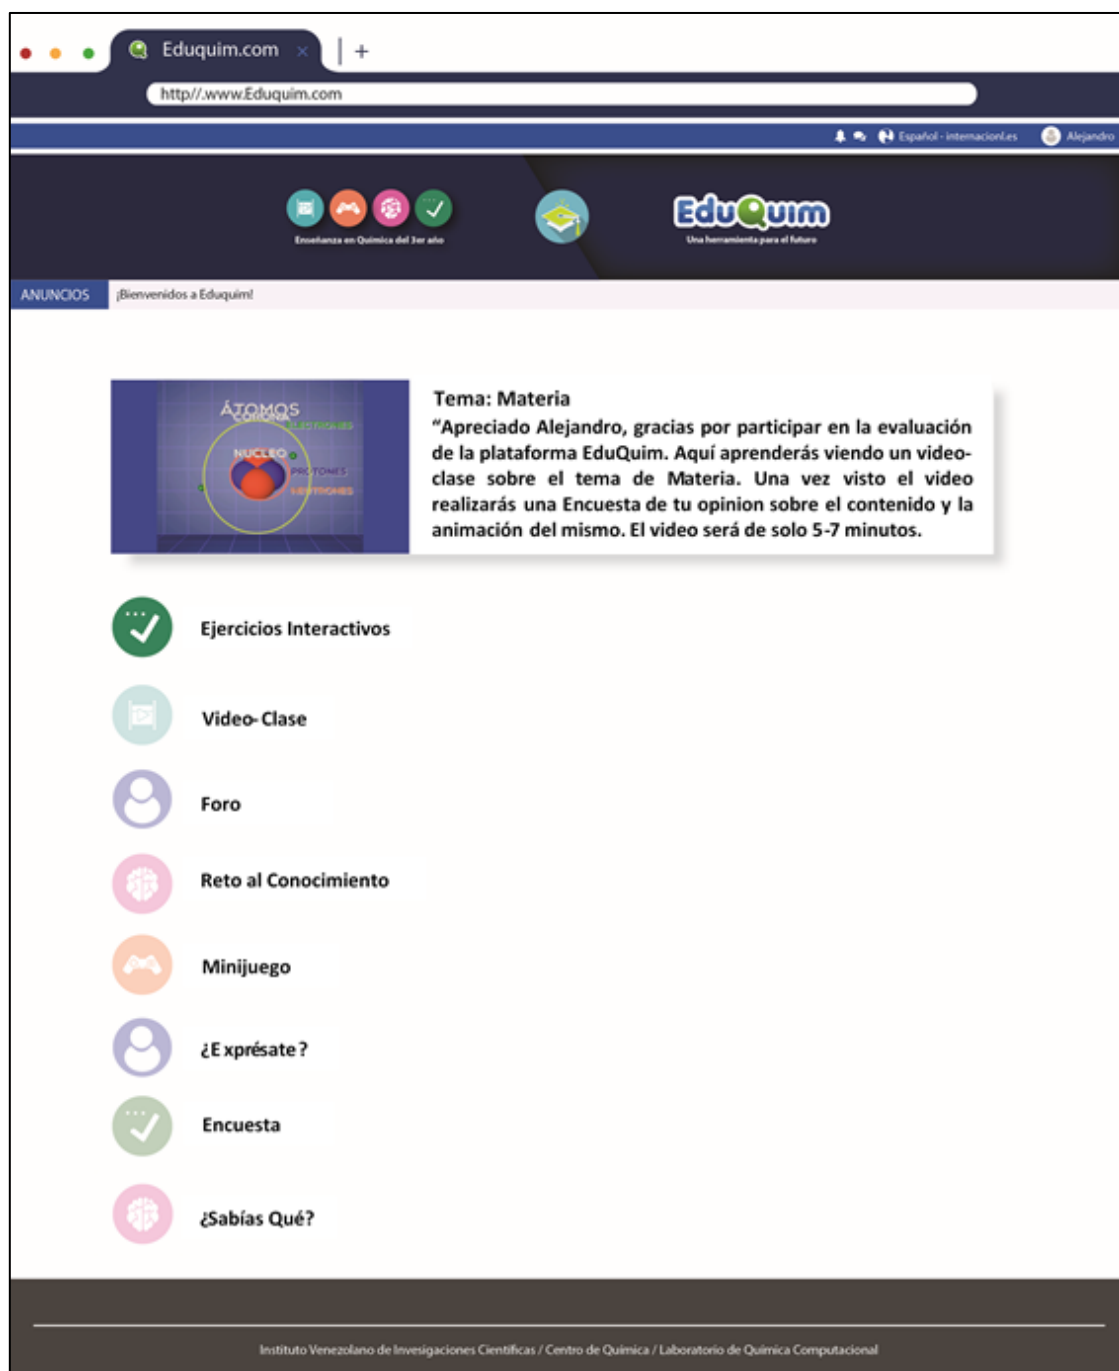 Eduquim.com × | +
http//.www.Eduquim.com
Español - internacionl.es Alejandro
Enseñanza en Química del 3er año
EduQuim
Una herramienta para el futuro
ANUNCIOS ¡Bienvenidos a Eduquim!
ÁTOMOS
CORONA
ELECTRONES
NUCLEO
PROTONES
NEUTRONES
Tema: Materia
“Apreciado Alejandro, gracias por participar en la evaluación
de la plataforma EduQuim. Aquí aprenderás viendo un video-
clase sobre el tema de Materia. Una vez visto el video
realizarás una Encuesta de tu opinion sobre el contenido y la
animación del mismo. El video será de solo 5-7 minutos.
Ejercicios Interactivos
Video-Clase
Foro
Reto al Conocimiento
Minijuego
¿E xprésate ?
Encuesta
¿Sabías Qué?
Instituto Venezolano de Invesigaciones Científicas / Centro de Química / Laboratorio de Química Computacional